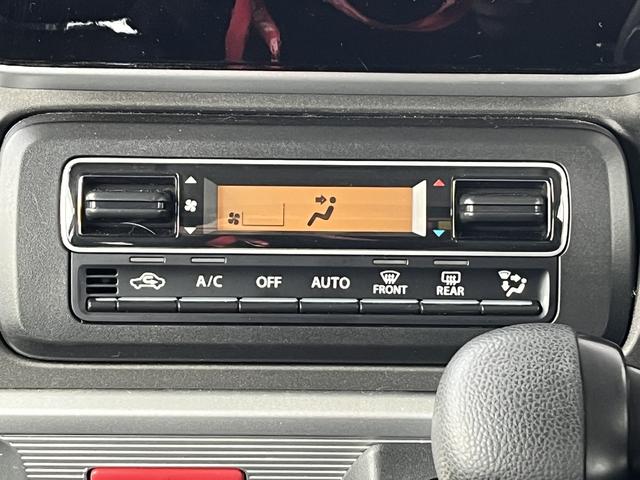 A/C OFF AUTO FRONT REAR